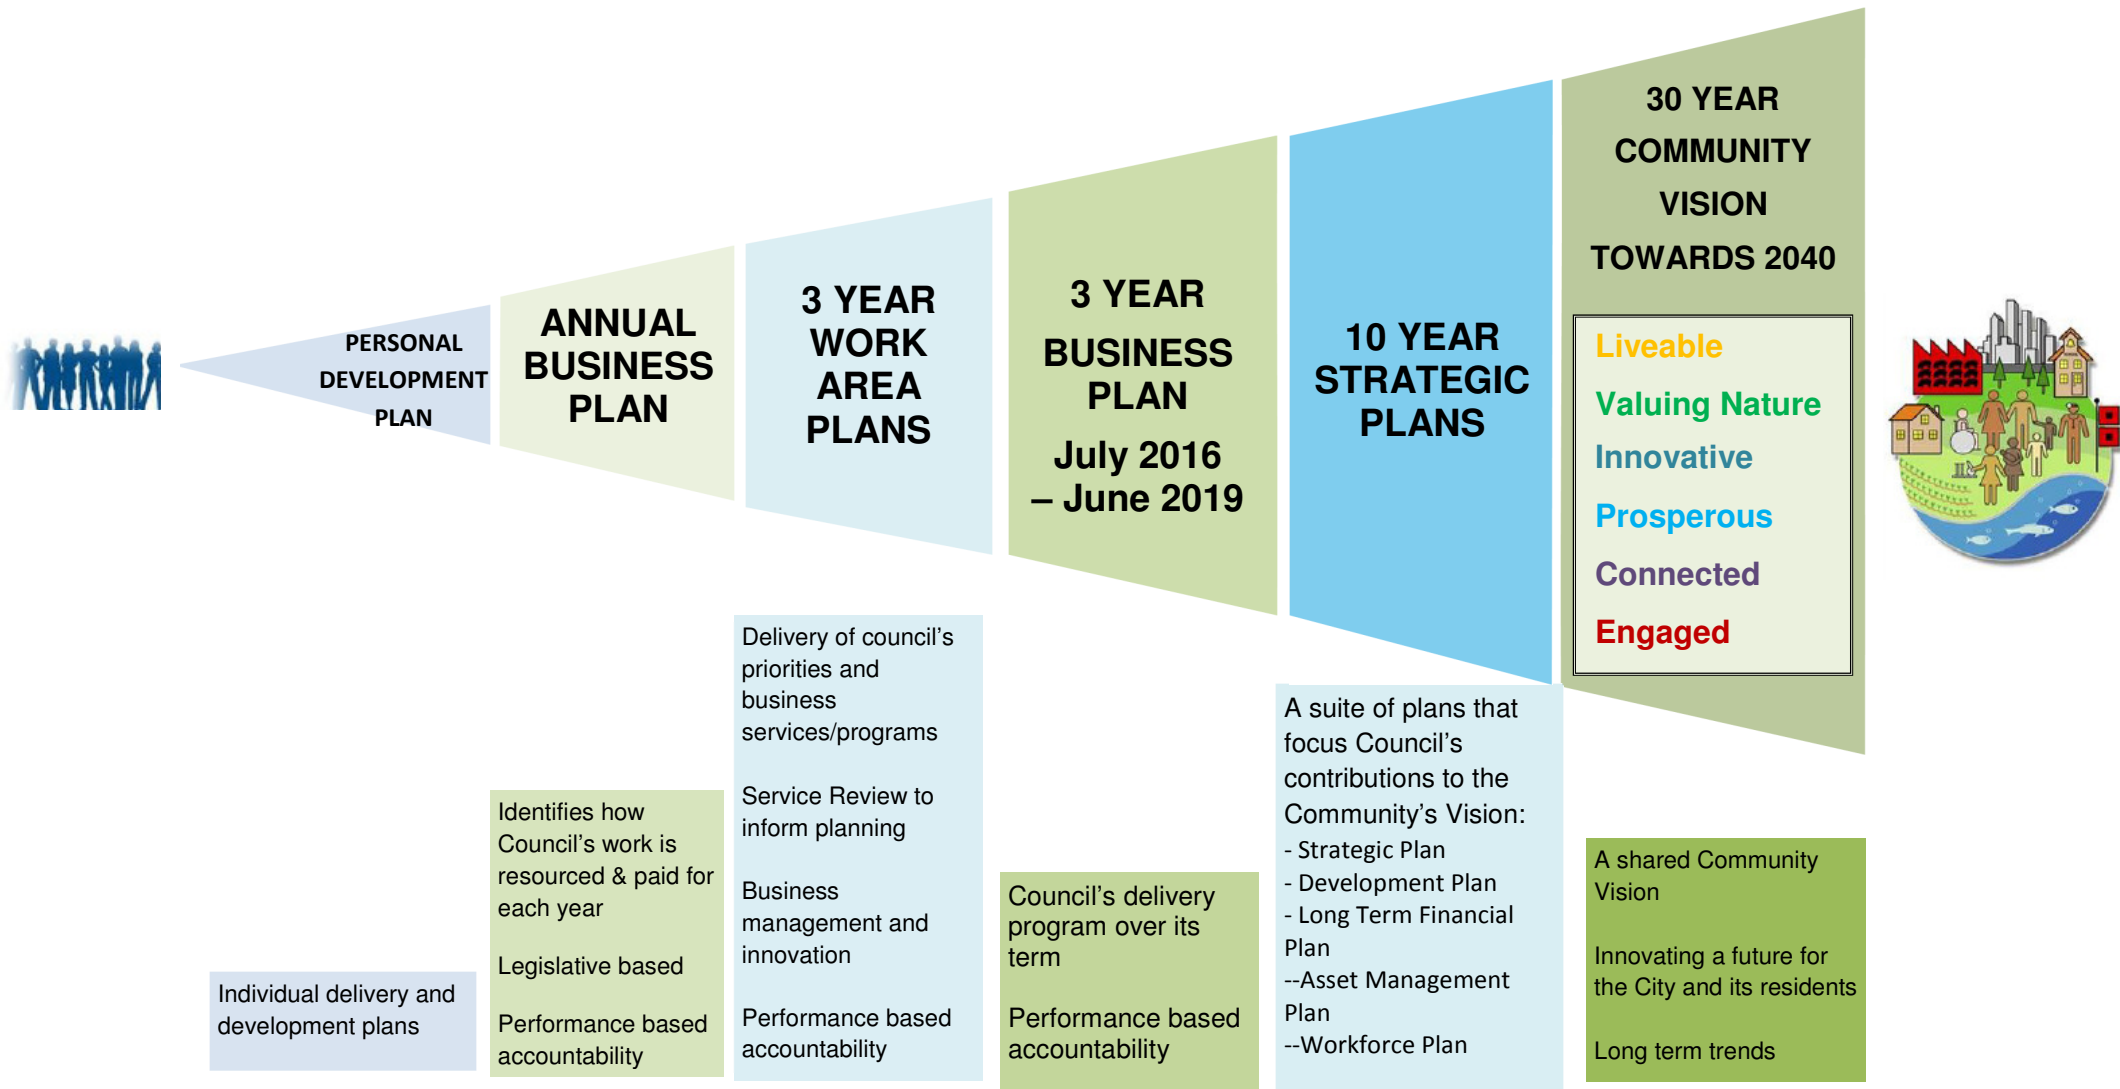 PERSONAL
DEVELOPMENT
PLAN
ANNUAL
BUSINESS
PLAN
3 YEAR
WORK
AREA
PLANS
3 YEAR
BUSINESS
PLAN
July 2016
– June 2019
10 YEAR
STRATEGIC
PLANS
30 YEAR
COMMUNITY
VISION
TOWARDS 2040
Liveable
Valuing Nature
Innovative
Prosperous
Connected
Engaged
Individual delivery and
development plans
Identifies how
Council’s work is
resourced & paid for
each year
Legislative based
Performance based
accountability
Delivery of council’s
priorities and
business
services/programs
Service Review to
inform planning
Business
management and
innovation
Performance based
accountability
Council’s delivery
program over its
term
Performance based
accountability
A suite of plans that
focus Council’s
contributions to the
Community’s Vision:
- Strategic Plan
- Development Plan
- Long Term Financial
Plan
--Asset Management
Plan
--Workforce Plan
A shared Community
Vision
Innovating a future for
the City and its residents
Long term trends